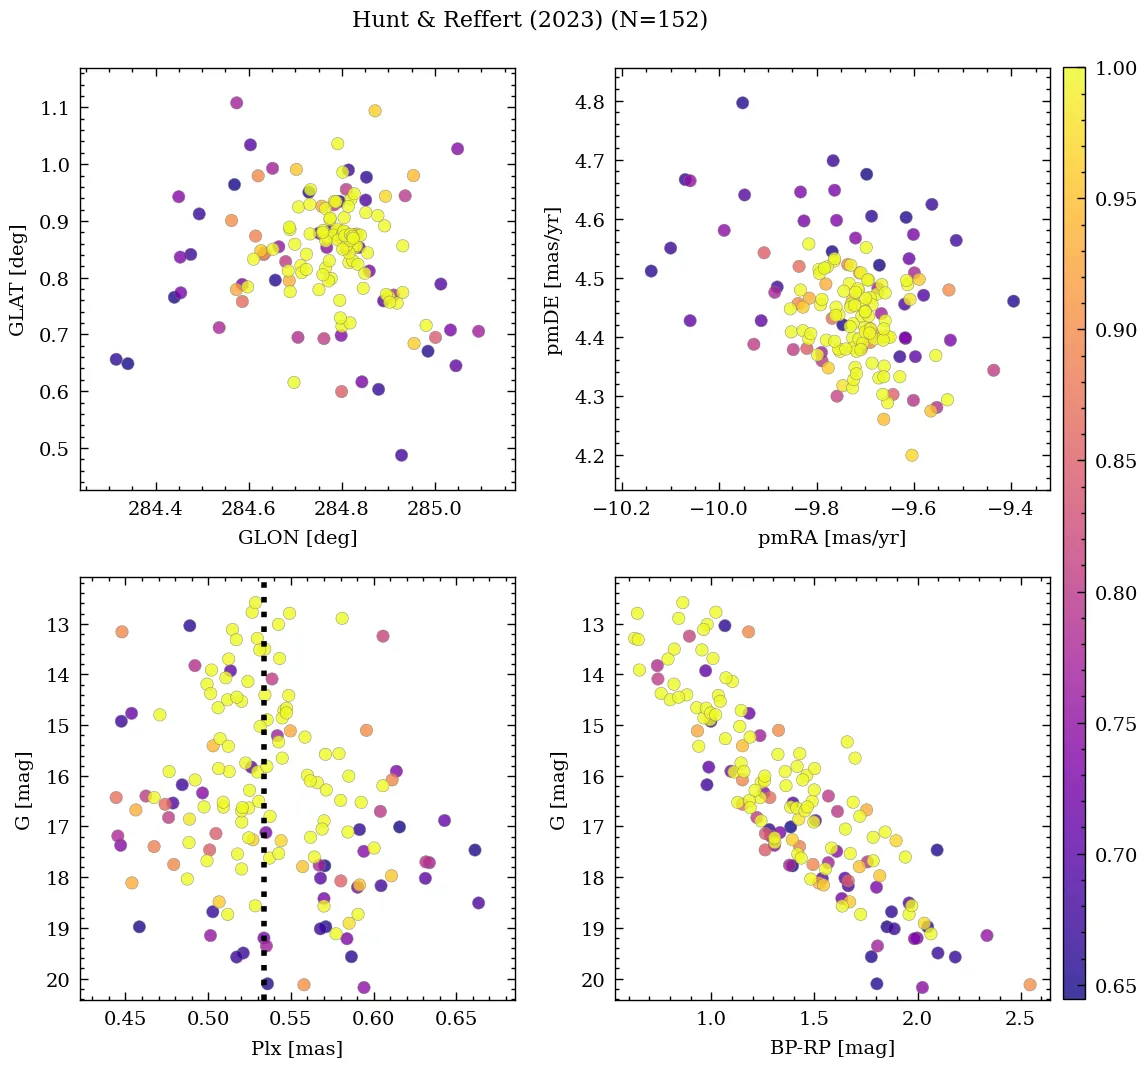 Hunt & Reffert (2023) (N=152)
1.1
1.0
0.9
0.8
0.7
0.6
0.5
GLAT [deg]
284.4 284.6 284.8 285.0
GLON [deg]
4.8
4.7
4.6
4.5
4.4
4.3
4.2
pmDE [mas/yr]
−10.2 −10.0 −9.8 −9.6 −9.4
pmRA [mas/yr]
13
14
15
16
17
18
19
20
G [mag]
0.45 0.50 0.55 0.60 0.65
Plx [mas]
13
14
15
16
17
18
19
20
G [mag]
1.0 1.5 2.0 2.5
BP-RP [mag]
1.00
0.95
0.90
0.85
0.80
0.75
0.70
0.65